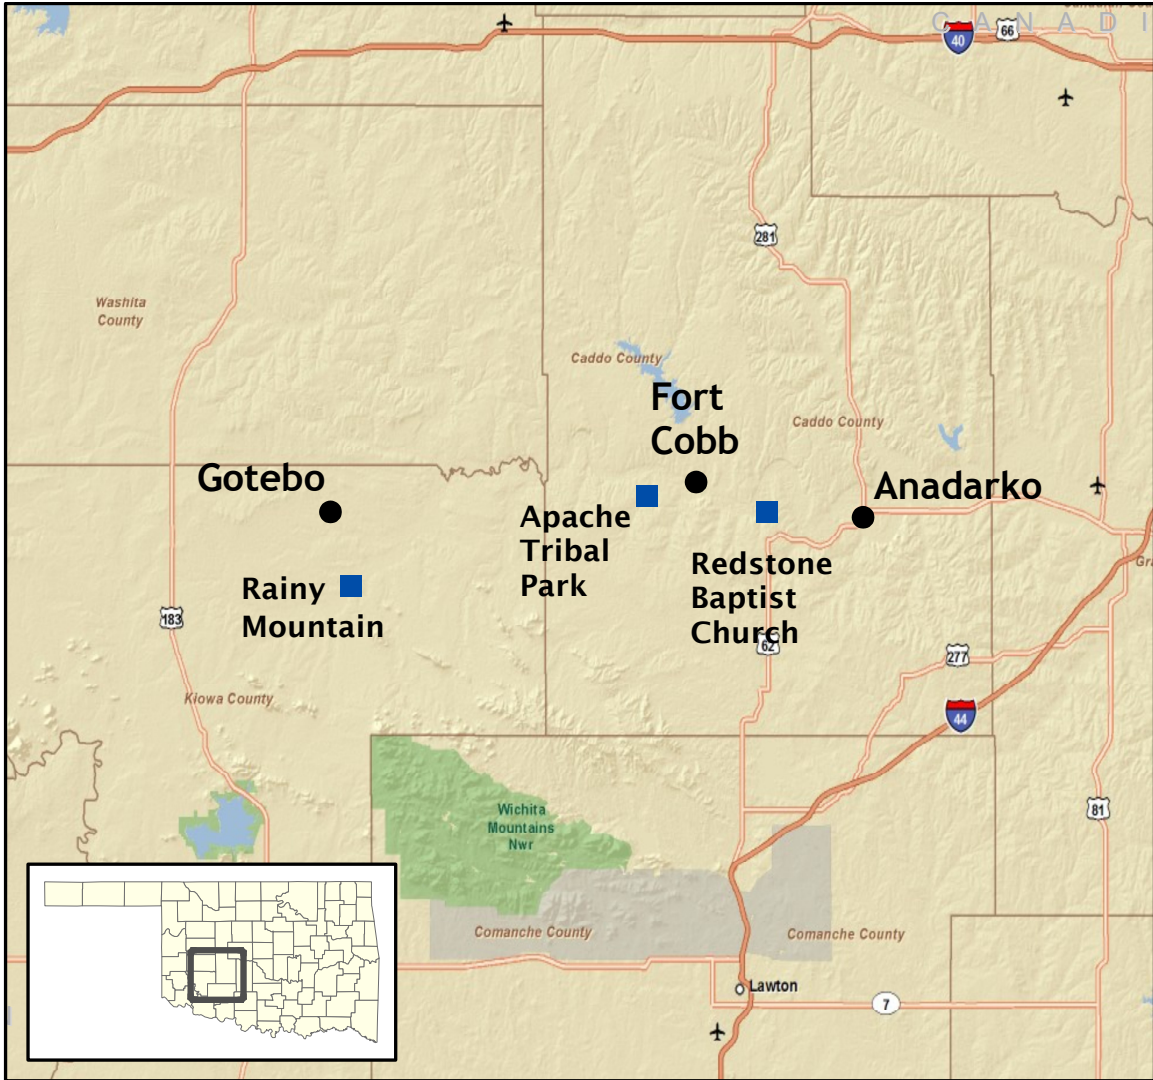 CANADI
40
66
281
Washita
County
Caddo County
Fort
Cobb
Caddo County
Gotebo
Anadarko
Apache
Tribal
Park
Redstone
Baptist
Church
Rainy
Mountain
183
62
277
Kiowa County
44
Wichita
Mountains
Nwr
81
Comanche County
Comanche County
Lawton
7